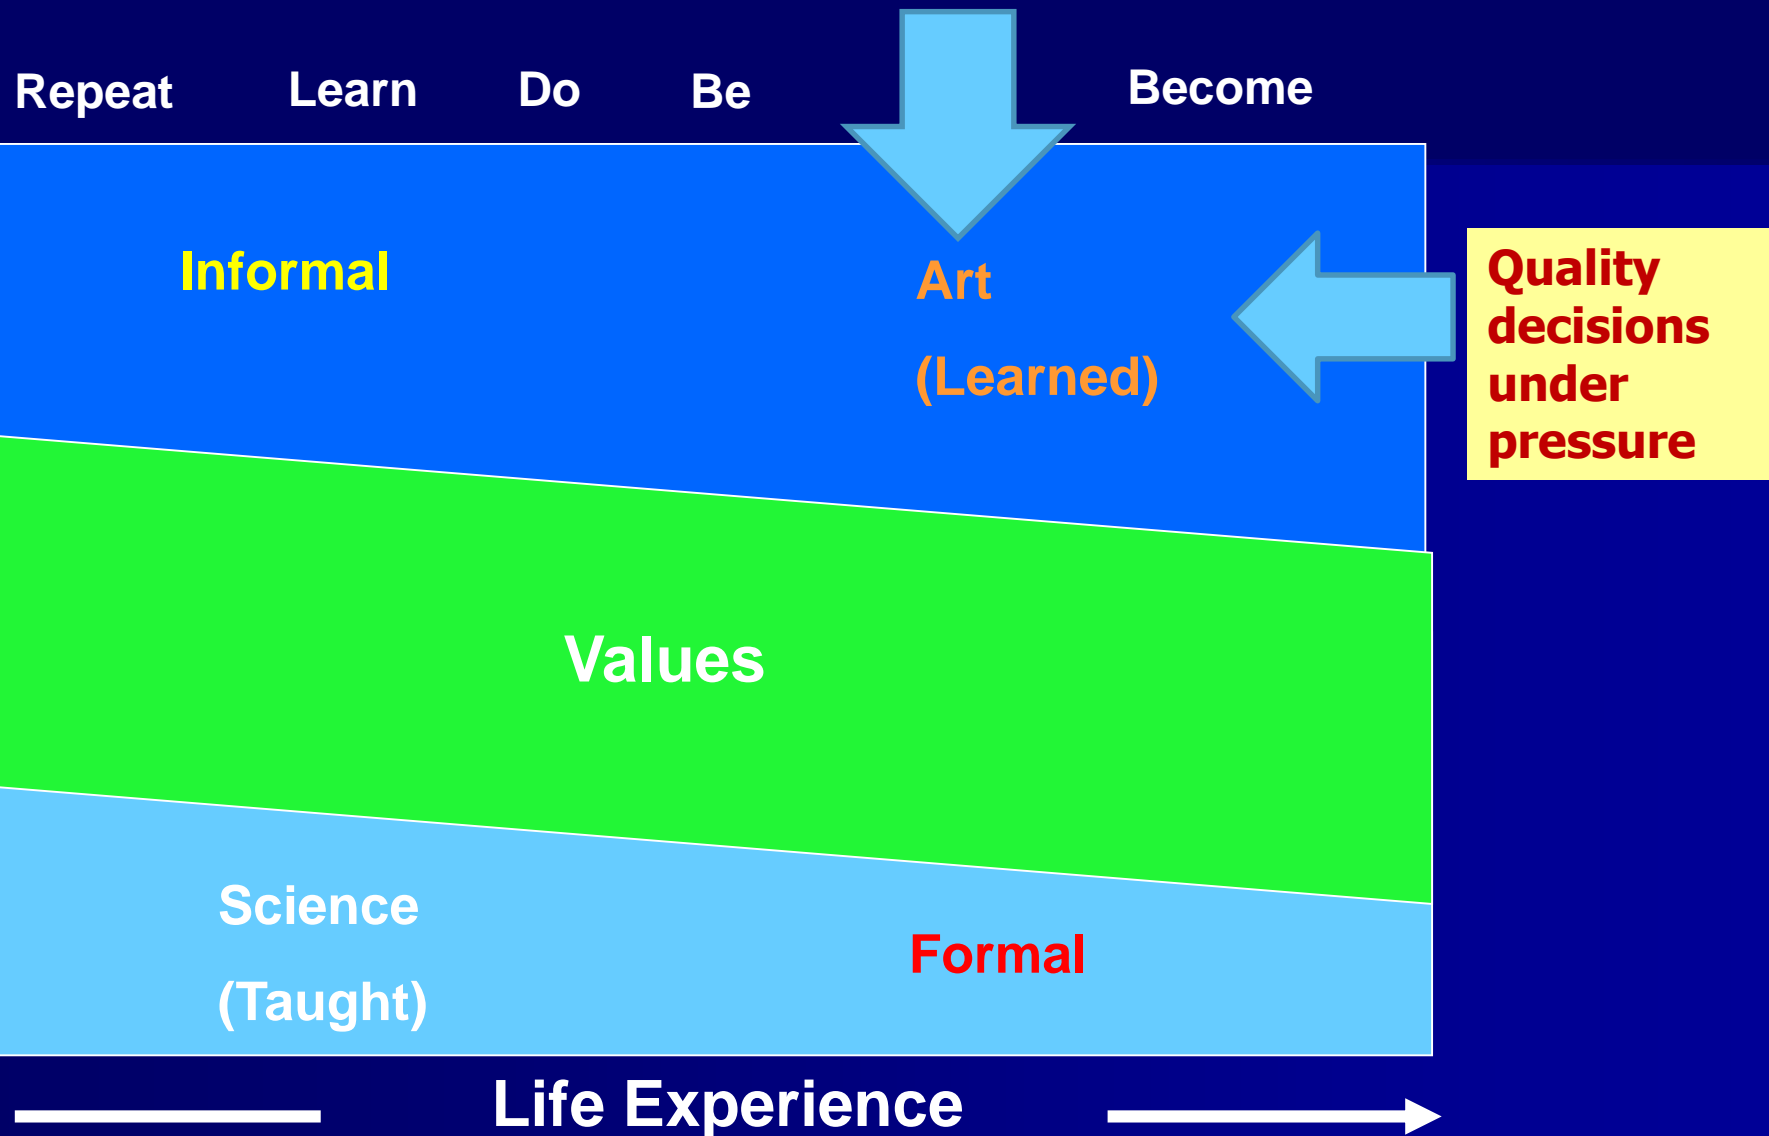 Repeat Learn Do Be Become
Informal
Art
(Learned)
Quality
decisions
under
pressure
Values
Science
(Taught)
Formal
Life Experience